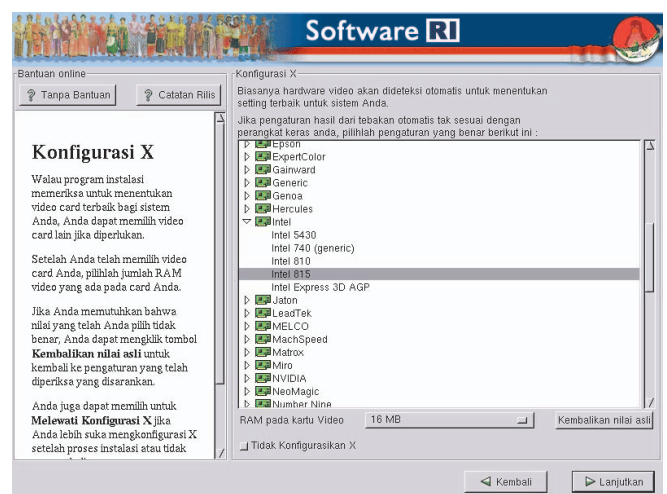 Software RI
Bantuan online
Tanpa Bantuan
Catatan Rilis
Konfigurasi X
Walau program instalasi
memeriksa untuk menentukan
video card terbaik bagi sistem
Anda, Anda dapat memilih video
card lain jika diperlukan.
Setelah Anda telah memilih video
card Anda, pilihlah jumlah RAM
video yang ada pada card Anda.
Jika Anda memutuhkan bahwa
nilai yang telah Anda pilih tidak
benar, Anda dapat mengklik tombol
Kembalikan nilai asli untuk
kembali ke pengaturan yang telah
diperiksa yang disarankan.
Anda juga dapat memilih untuk
Melewati Konfigurasi X jika
Anda lebih suka mengkonfigurasi X
setelah proses instalasi atau tidak
Konfigurasi X
Biasanya hardware video akan dideteksi otomatis untuk menentukan
setting terbaik untuk sistem Anda.
Jika pengaturan hasil dari tebakan otomatis tak sesuai dengan
perangkat keras anda, pilihlah pengaturan yang benar berikut ini :
Epson
ExpertColor
Gainward
Generic
Genoa
Hercules
Intel
Intel 5430
Intel 740 (generic)
Intel 810
Intel 815
Intel Express 3D AGP
Jaton
LeadTek
MELCO
MachSpeed
Matrox
Miro
NVIDIA
NeoMagic
Number Nine
RAM pada kartu Video
16 MB
Kembalikan nilai asli
Tidak Konfigurasikan X
Kembali
Lanjutkan